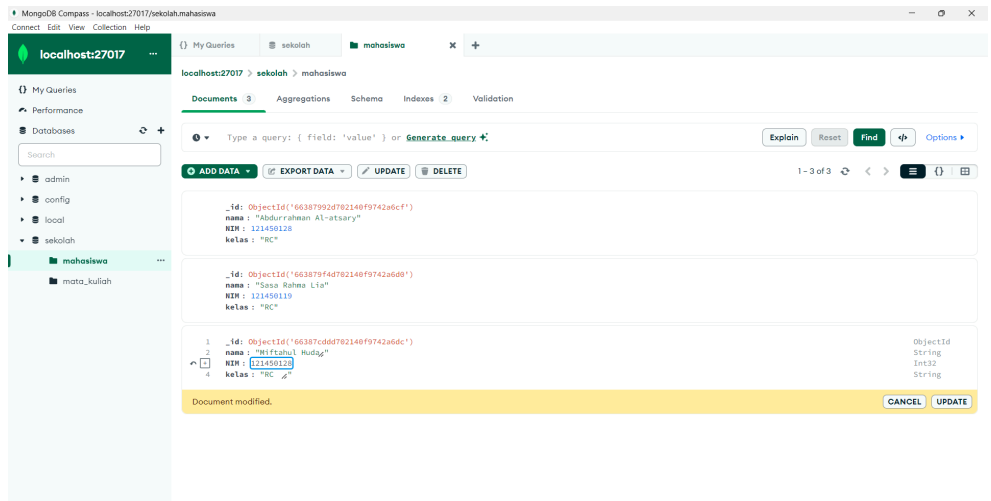 MongoDB Compass - localhost:27017/sekolah.mahasiswa
Connect Edit View Collection Help
localhost:27017 ...
{} My Queries
sekolah
mahasiswa
localhost:27017 > sekolah > mahasiswa
{} My Queries
Performance
Databases
Search
admin
config
local
sekolah
mahasiswa ...
mata_kuliah
Documents 3 Aggregations Schema Indexes 2 Validation
Type a query: { field: 'value' } or Generate query
Explain Reset Find </> Options
ADD DATA EXPORT DATA UPDATE DELETE
1 – 3 of 3 {}
_id: ObjectId('66387992d702140f9742a6cf')
nama : "Abdurrahman Al-atsary"
NIM : 121450128
kelas : "RC"
_id: ObjectId('663879f4d702140f9742a6d0')
nama : "Sasa Rahma Lia"
NIM : 121450119
kelas : "RC"
1 _id: ObjectId('66387cddd702140f9742a6dc') ObjectId
2 nama : "Miftahul Huda" String
NIM : 121450128 Int32
4 kelas : "RC " String
Document modified. CANCEL UPDATE